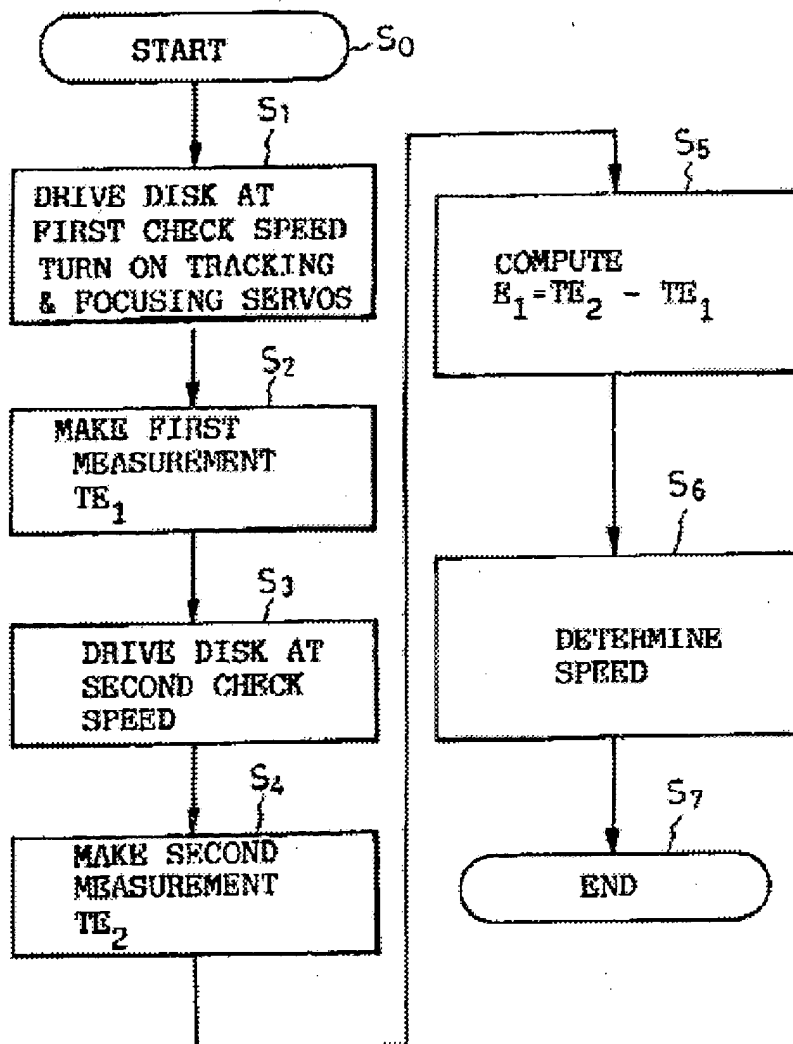 START
S0
S1
DRIVE DISK AT
FIRST CHECK SPEED
TURN ON TRACKING
& FOCUSING SERVOS
S2
MAKE FIRST
MEASUREMENT
TE1
S3
DRIVE DISK AT
SECOND CHECK
SPEED
S4
MAKE SECOND
MEASUREMENT
TE2
S5
COMPUTE
E1=TE2 - TE1
S6
DETERMINE
SPEED
S7
END